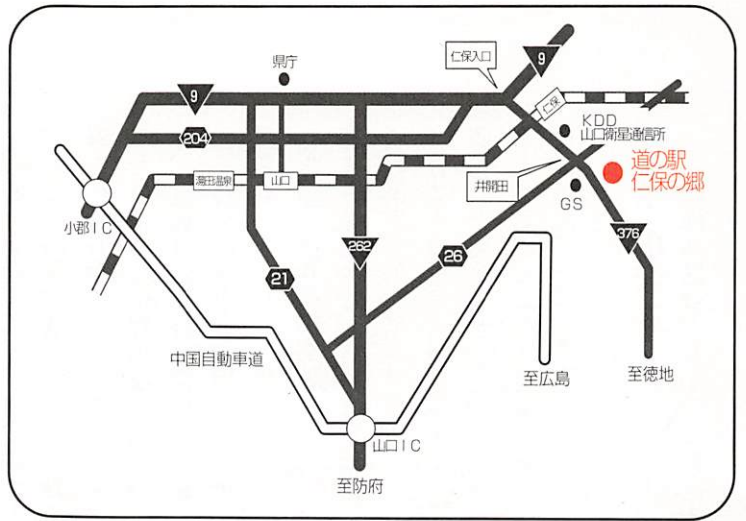 仁保入口
9
県庁
9
仁保
204
KDD
山口衛星通信所
道の駅
仁保の郷
湯田温泉
山口
井開田
GS
小郡IC
376
262
26
21
中国自動車道
至広島
至徳地
山口IC
至防府